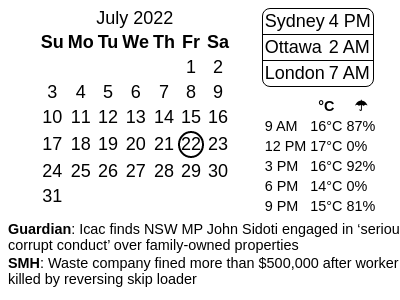 July 2022
Su Mo Tu We Th Fr Sa
1 2
3 4 5 6 7 8 9
10 11 12 13 14 15 16
17 18 19 20 21 22 23
24 25 26 27 28 29 30
31
Sydney 4 PM
Ottawa 2 AM
London 7 AM
°C ☂
9 AM 16°C 87%
12 PM 17°C 0%
3 PM 16°C 92%
6 PM 14°C 0%
9 PM 15°C 81%
Guardian: Icac finds NSW MP John Sidoti engaged in ‘seriou
corrupt conduct’ over family-owned properties
SMH: Waste company fined more than $500,000 after worker
killed by reversing skip loader